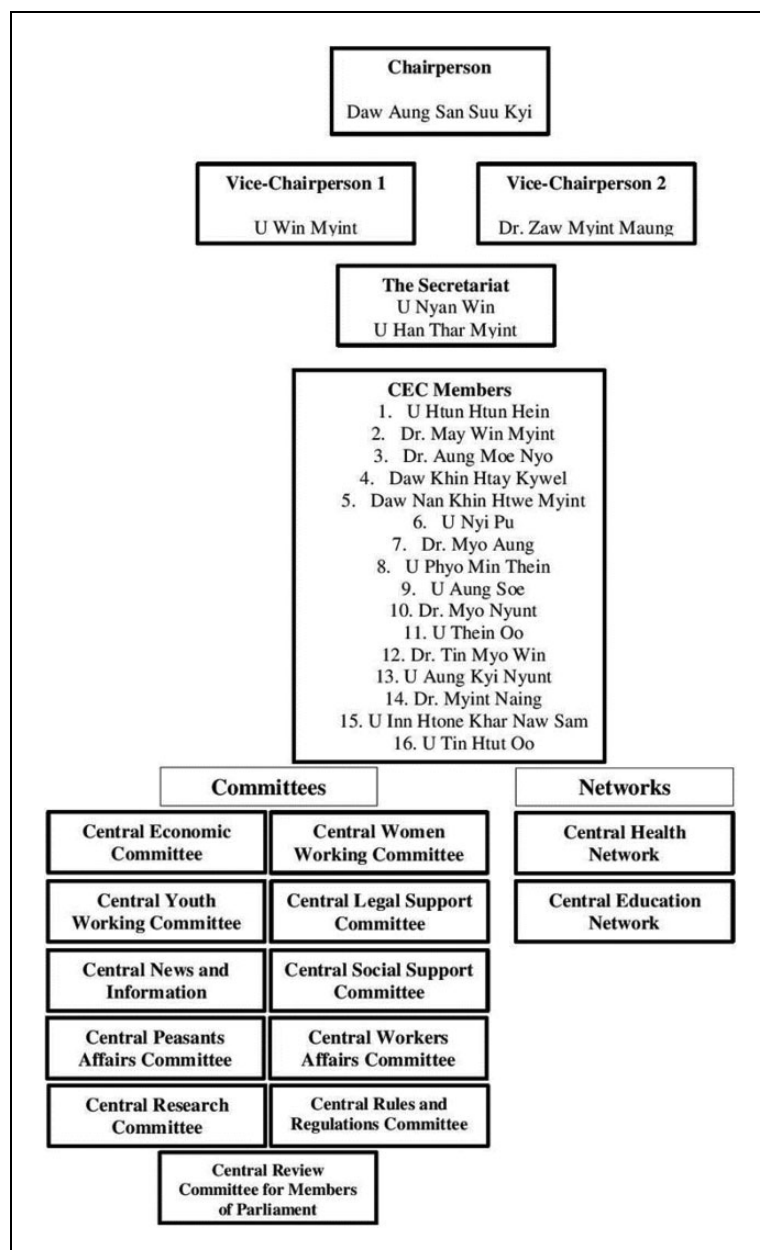 Chairperson
Daw Aung San Suu Kyi
Vice-Chairperson 1
U Win Myint
Vice-Chairperson 2
Dr. Zaw Myint Maung
The Secretariat
U Nyan Win
U Han Thar Myint
CEC Members
1. U Htun Htun Hein
2. Dr. May Win Myint
3. Dr. Aung Moe Nyo
4. Daw Khin Htay Kywel
5. Daw Nan Khin Htwe Myint
6. U Nyi Pu
7. Dr. Myo Aung
8. U Phyo Min Thein
9. U Aung Soe
10. Dr. Myo Nyunt
11. U Thein Oo
12. Dr. Tin Myo Win
13. U Aung Kyi Nyunt
14. Dr. Myint Naing
15. U Inn Htone Khar Naw Sam
16. U Tin Htut Oo
Committees
Central Economic
Committee
Central Women
Working Committee
Central Youth
Working Committee
Central Legal Support
Committee
Central News and
Information
Central Social Support
Committee
Central Peasants
Affairs Committee
Central Workers
Affairs Committee
Central Research
Committee
Central Rules and
Regulations Committee
Central Review
Committee for Members
of Parliament
Networks
Central Health
Network
Central Education
Network